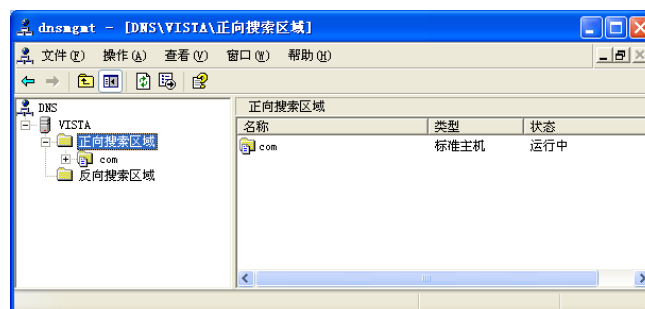 dnsmgmt - [DNS\VISTA\正向搜索区域]
文件(F) 操作(A) 查看(V) 窗口(W) 帮助(H)
DNS
VISTA
正向搜索区域
com
反向搜索区域
正向搜索区域
名称 类型 状态
com 标准主机 运行中